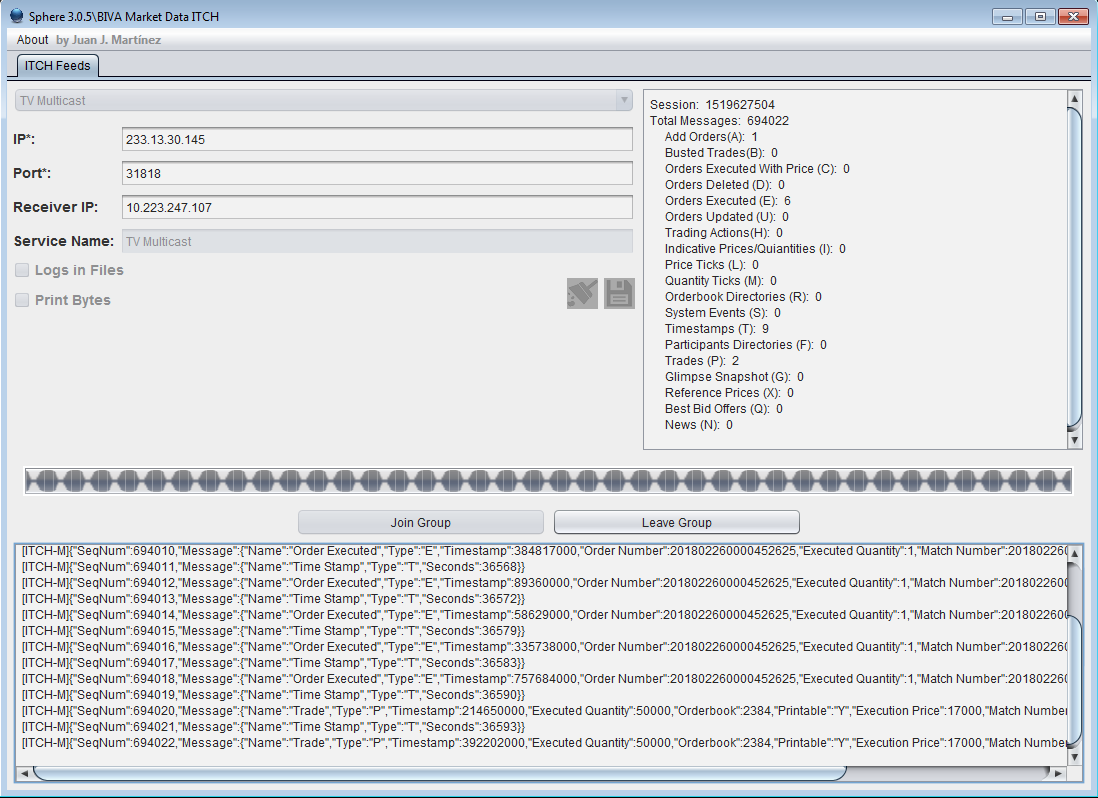 Sphere 3.0.5\BIVA Market Data ITCH
About by Juan J. Martínez
ITCH Feeds
TV Multicast
IP*: 233.13.30.145
Port*: 31818
Receiver IP: 10.223.247.107
Service Name: TV Multicast
Logs in Files
Print Bytes
Session: 1519627504
Total Messages: 694022
Add Orders(A): 1
Busted Trades(B): 0
Orders Executed With Price (C): 0
Orders Deleted (D): 0
Orders Executed (E): 6
Orders Updated (U): 0
Trading Actions(H): 0
Indicative Prices/Quiantities (I): 0
Price Ticks (L): 0
Quantity Ticks (M): 0
Orderbook Directories (R): 0
System Events (S): 0
Timestamps (T): 9
Participants Directories (F): 0
Trades (P): 2
Glimpse Snapshot (G): 0
Reference Prices (X): 0
Best Bid Offers (Q): 0
News (N): 0
Join Group
Leave Group
[ITCH-M]{"SeqNum":694010,"Message":{"Name":"Order Executed","Type":"E","Timestamp":384817000,"Order Number":201802260000452625,"Executed Quantity":1,"Match Number":20180226
[ITCH-M]{"SeqNum":694011,"Message":{"Name":"Time Stamp","Type":"T","Seconds":36568}}
[ITCH-M]{"SeqNum":694012,"Message":{"Name":"Order Executed","Type":"E","Timestamp":89360000,"Order Number":201802260000452625,"Executed Quantity":1,"Match Number":201802260
[ITCH-M]{"SeqNum":694013,"Message":{"Name":"Time Stamp","Type":"T","Seconds":36572}}
[ITCH-M]{"SeqNum":694014,"Message":{"Name":"Order Executed","Type":"E","Timestamp":58629000,"Order Number":201802260000452625,"Executed Quantity":1,"Match Number":201802260
[ITCH-M]{"SeqNum":694015,"Message":{"Name":"Time Stamp","Type":"T","Seconds":36579}}
[ITCH-M]{"SeqNum":694016,"Message":{"Name":"Order Executed","Type":"E","Timestamp":335738000,"Order Number":201802260000452625,"Executed Quantity":1,"Match Number":20180226
[ITCH-M]{"SeqNum":694017,"Message":{"Name":"Time Stamp","Type":"T","Seconds":36583}}
[ITCH-M]{"SeqNum":694018,"Message":{"Name":"Order Executed","Type":"E","Timestamp":757684000,"Order Number":201802260000452625,"Executed Quantity":1,"Match Number":20180226
[ITCH-M]{"SeqNum":694019,"Message":{"Name":"Time Stamp","Type":"T","Seconds":36590}}
[ITCH-M]{"SeqNum":694020,"Message":{"Name":"Trade","Type":"P","Timestamp":214650000,"Executed Quantity":50000,"Orderbook":2384,"Printable":"Y","Execution Price":17000,"Match Number
[ITCH-M]{"SeqNum":694021,"Message":{"Name":"Time Stamp","Type":"T","Seconds":36593}}
[ITCH-M]{"SeqNum":694022,"Message":{"Name":"Trade","Type":"P","Timestamp":392202000,"Executed Quantity":50000,"Orderbook":2384,"Printable":"Y","Execution Price":17000,"Match Number